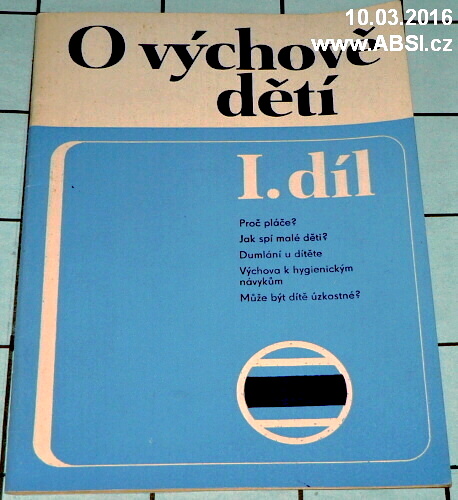 10.03.2016
www.ABSI.cz
O výchově
dětí
I. díl
Proč pláče?
Jak spí malé děti?
Dumlání u dítěte
Výchova k hygienickým
návykům
Může být dítě úzkostné?